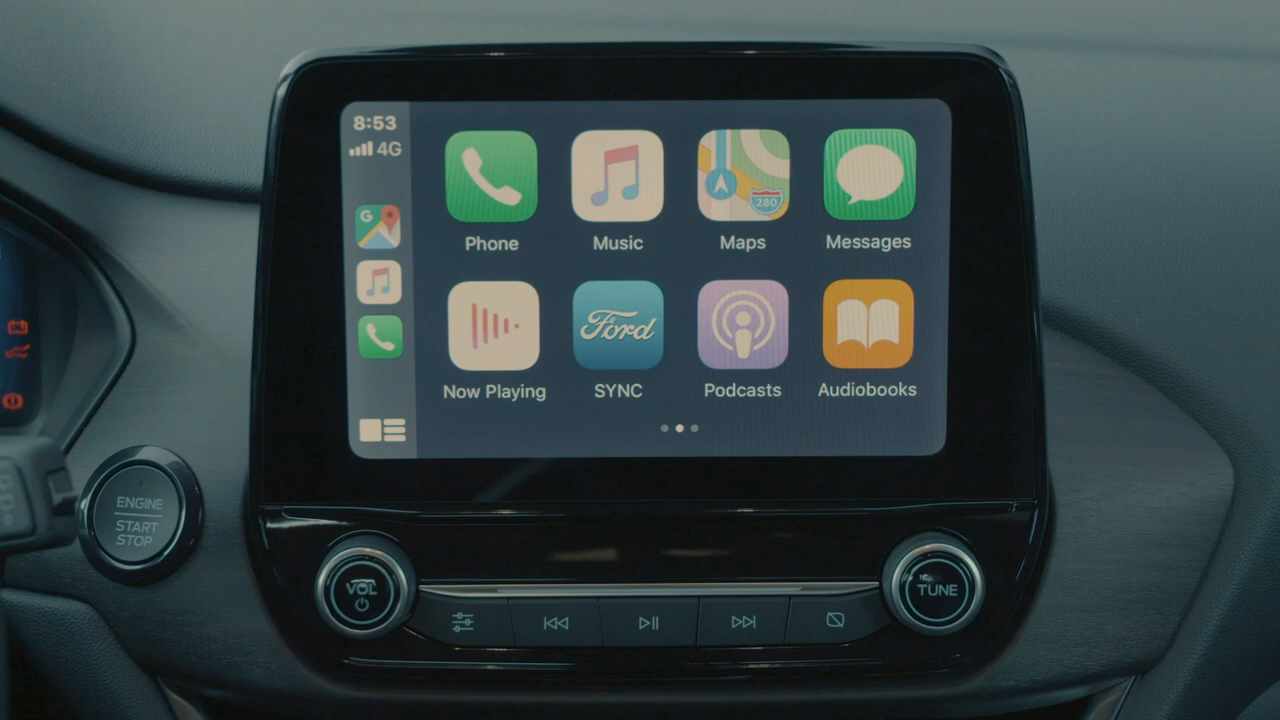 8:53
4G
G
280
Phone
Music
Maps
Messages
Ford
Now Playing
SYNC
Podcasts
Audiobooks
ENGINE
START
STOP
VOL
TUNE